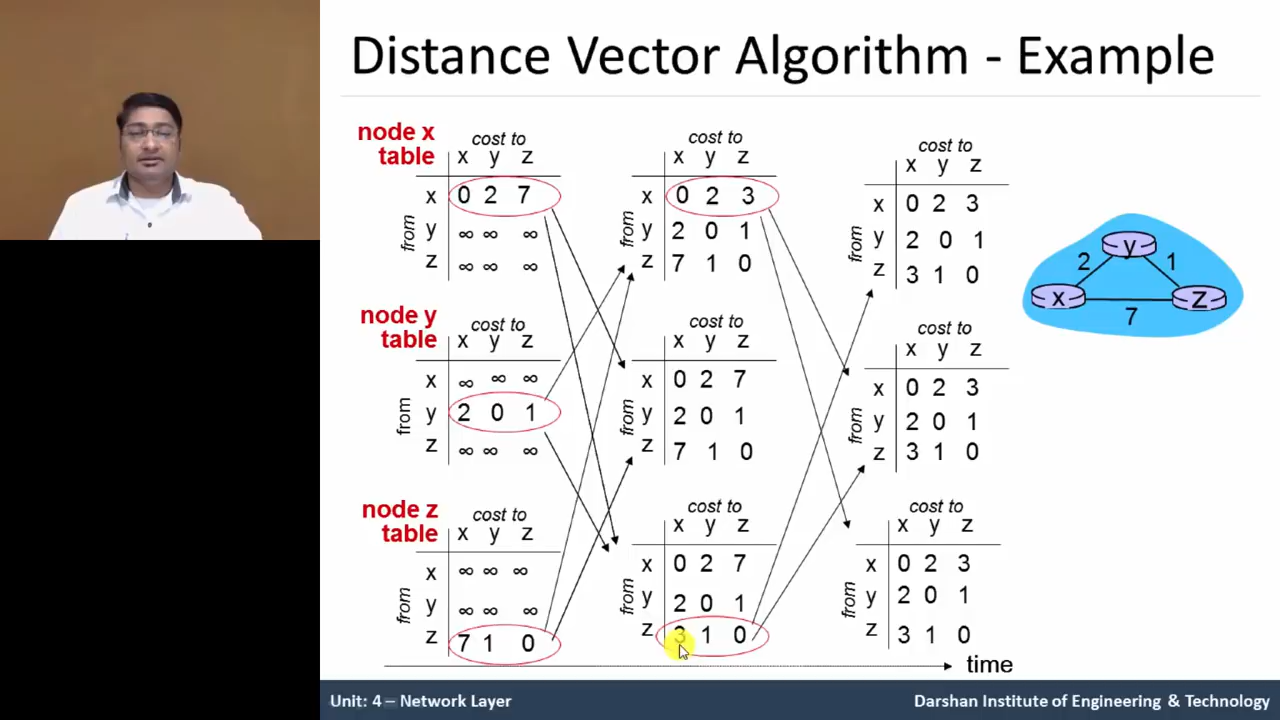 Distance Vector Algorithm - Example
node x table
cost to
x y z
from
x 0 2 7
y ∞ ∞ ∞
z ∞ ∞ ∞
cost to
x y z
from
x 0 2 3
y 2 0 1
z 7 1 0
cost to
x y z
from
x 0 2 3
y 2 0 1
z 3 1 0
node y table
cost to
x y z
from
x ∞ ∞ ∞
y 2 0 1
z ∞ ∞ ∞
cost to
x y z
from
x 0 2 7
y 2 0 1
z 7 1 0
cost to
x y z
from
x 0 2 3
y 2 0 1
z 3 1 0
node z table
cost to
x y z
from
x ∞ ∞ ∞
y ∞ ∞ ∞
z 7 1 0
cost to
x y z
from
x 0 2 7
y 2 0 1
z 3 1 0
cost to
x y z
from
x 0 2 3
y 2 0 1
z 3 1 0
time
y
2 1
x z
7
Unit: 4 – Network Layer
Darshan Institute of Engineering & Technology